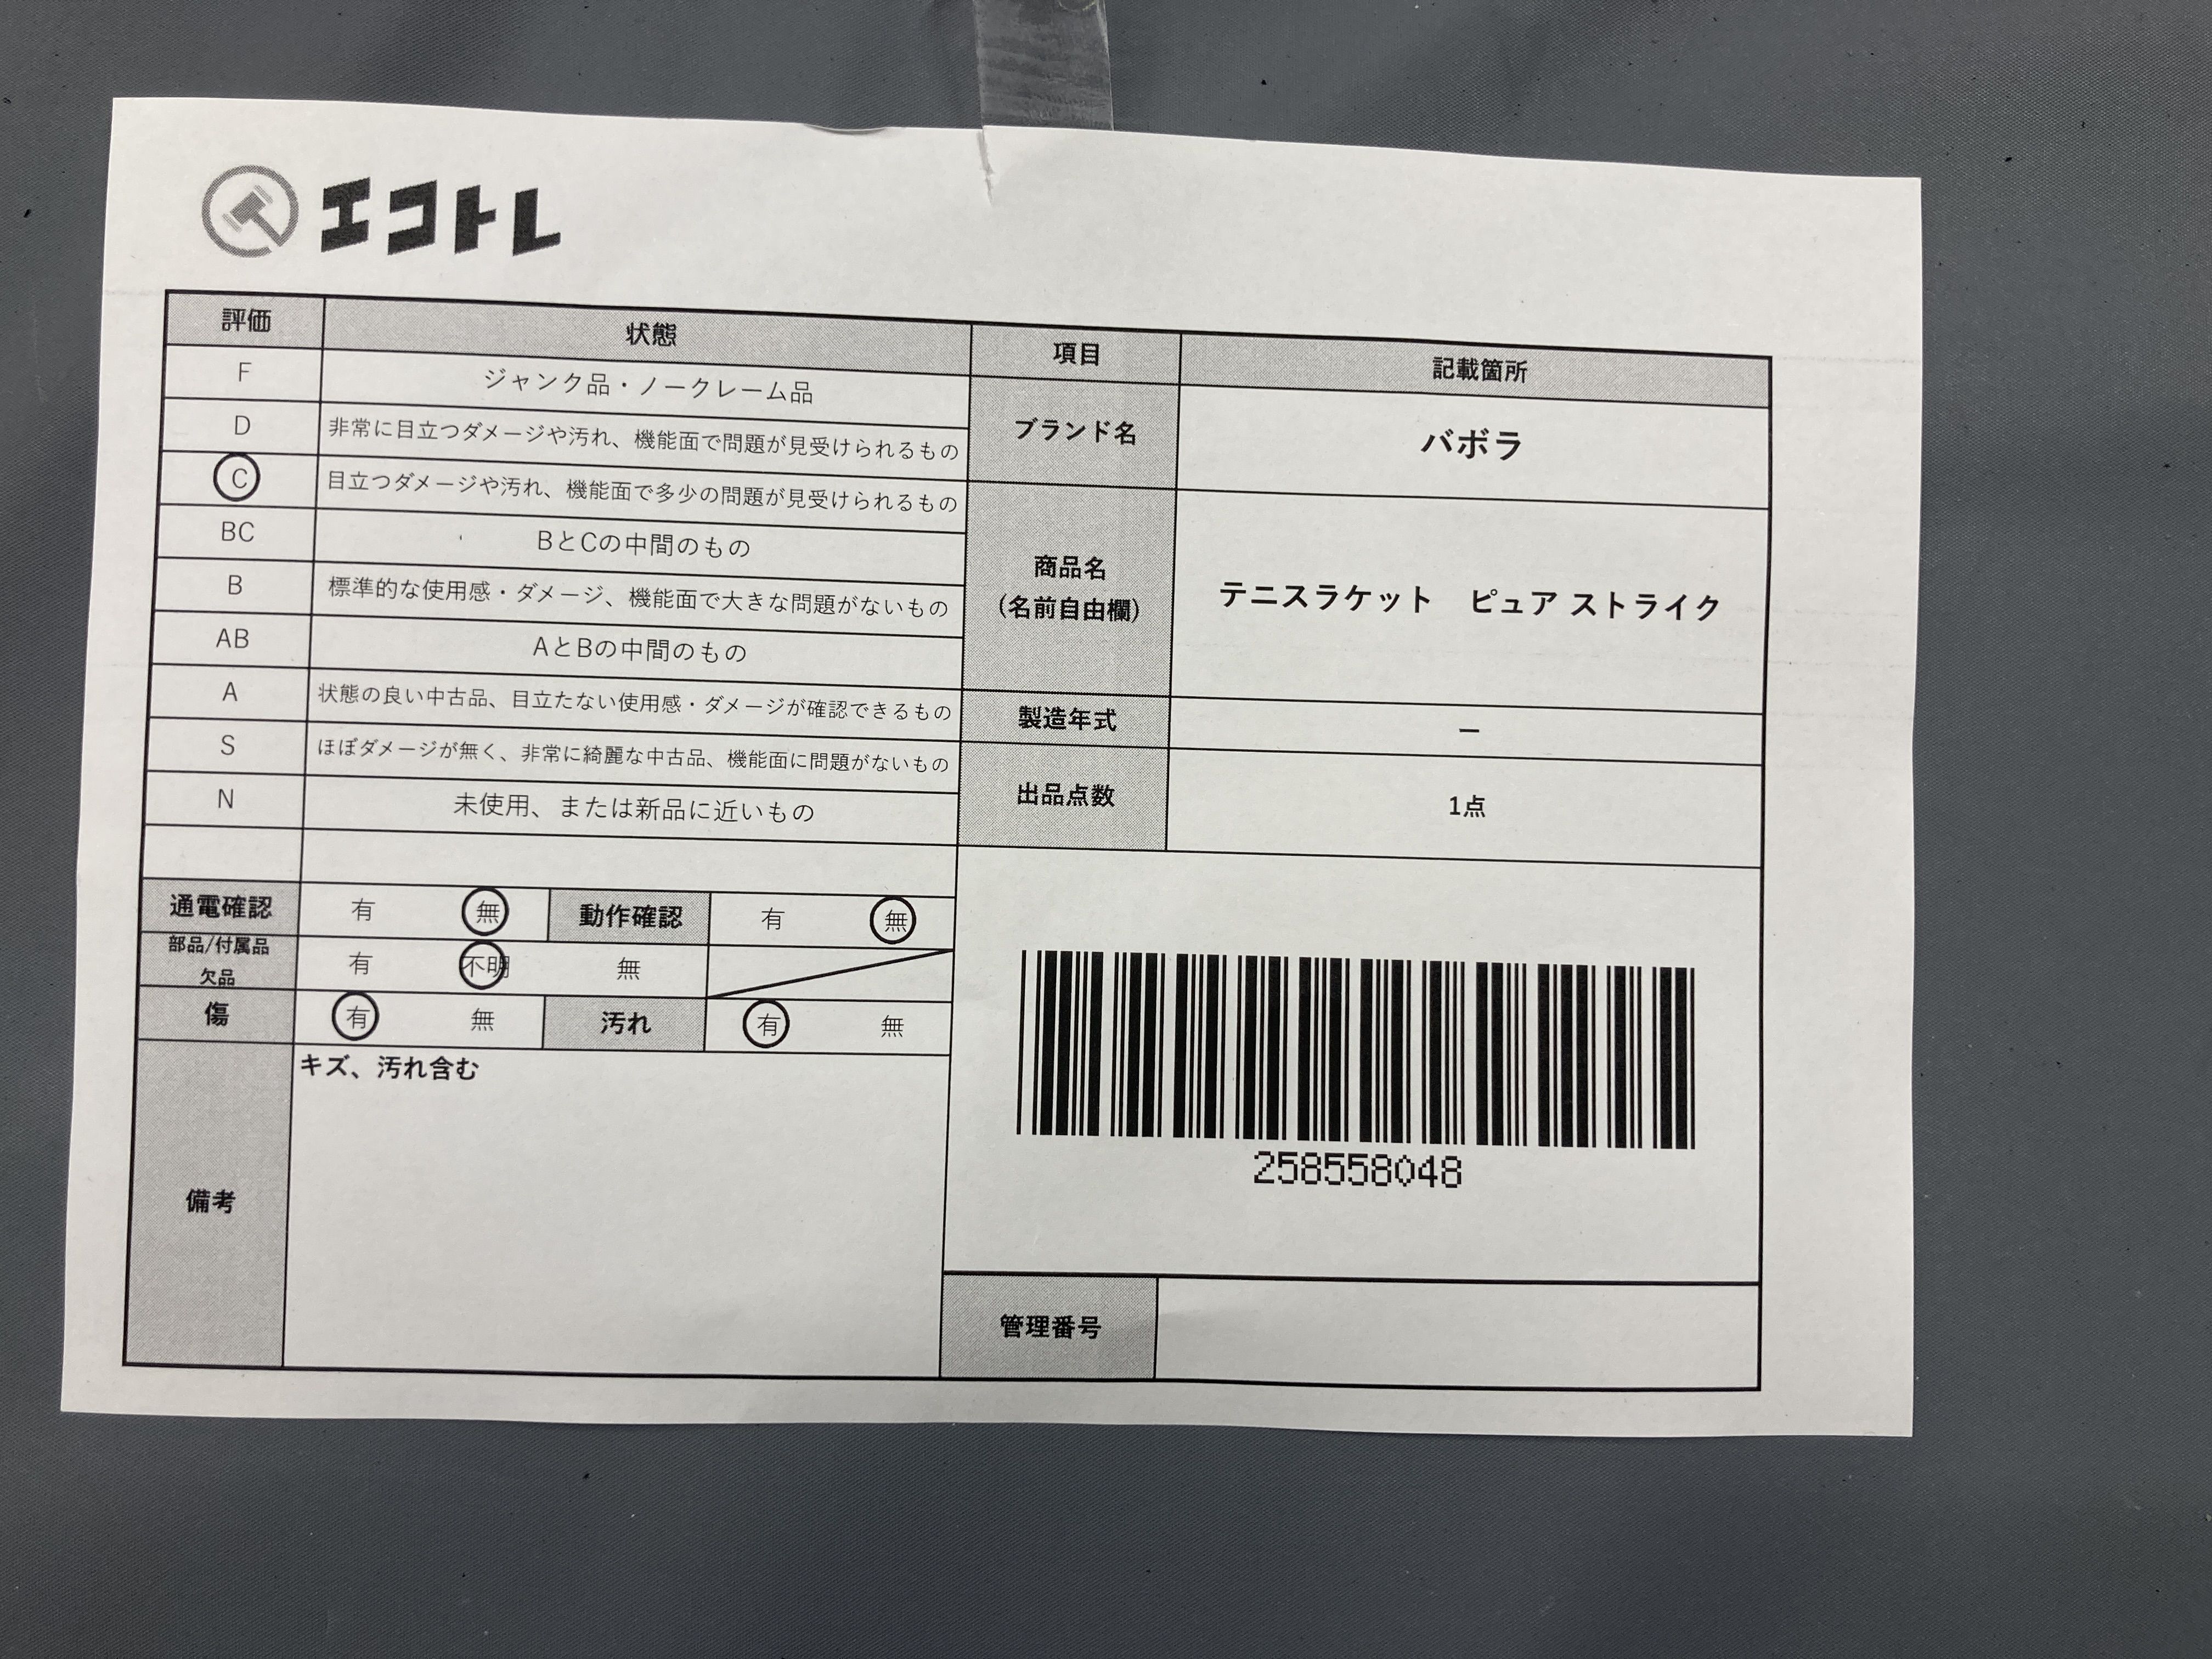 エコトレ
評価 状態 項目 記載箇所
F ジャンク品・ノークレーム品
D 非常に目立つダメージや汚れ、機能面で問題が見受けられるもの
C 目立つダメージや汚れ、機能面で多少の問題が見受けられるもの
BC BとCの中間のもの
B 標準的な使用感・ダメージ、機能面で大きな問題がないもの
AB AとBの中間のもの
A 状態の良い中古品、目立たない使用感・ダメージが確認できるもの
S ほぼダメージが無く、非常に綺麗な中古品、機能面に問題がないもの
N 未使用、または新品に近いもの
ブランド名 バボラ
商品名
(名前自由欄)
テニスラケット ピュア ストライク
製造年式 ー
出品点数 1点
通電確認 有 無 動作確認 有 無
部品/付属品
欠品
有 不明 無
傷 有 無 汚れ 有 無
備考 キズ、汚れ含む
258558048
管理番号